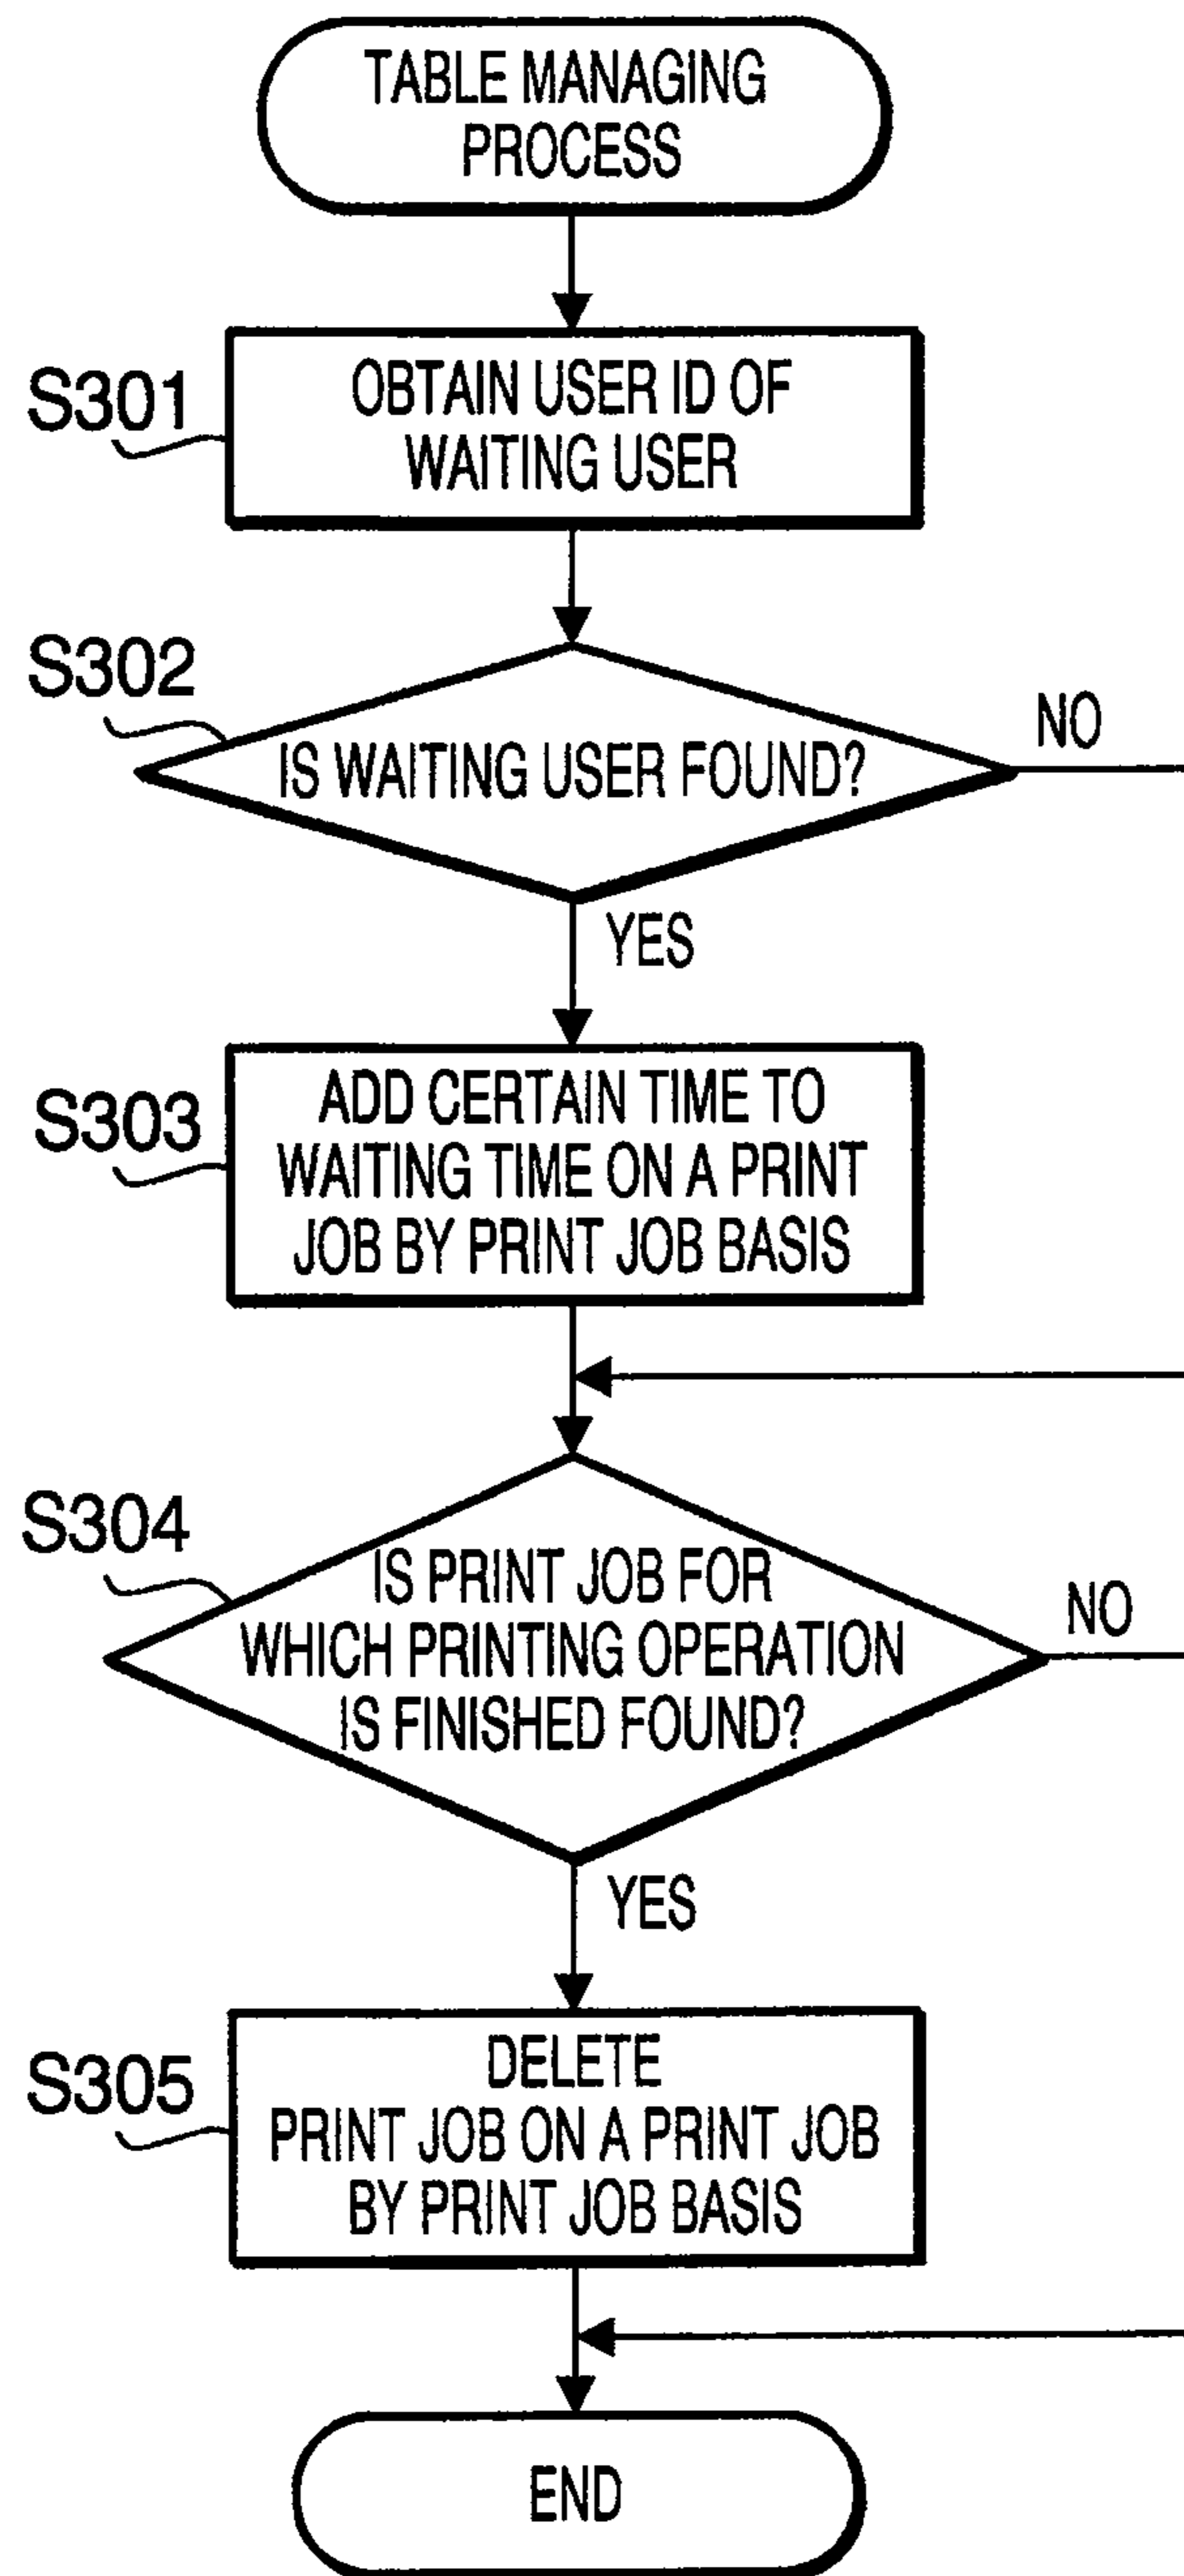 TABLE MANAGING
PROCESS
S301
OBTAIN USER ID OF
WAITING USER
S302
IS WAITING USER FOUND?
NO
YES
S303
ADD CERTAIN TIME TO
WAITING TIME ON A PRINT
JOB BY PRINT JOB BASIS
S304
IS PRINT JOB FOR
WHICH PRINTING OPERATION
IS FINISHED FOUND?
NO
YES
S305
DELETE
PRINT JOB ON A PRINT JOB
BY PRINT JOB BASIS
END